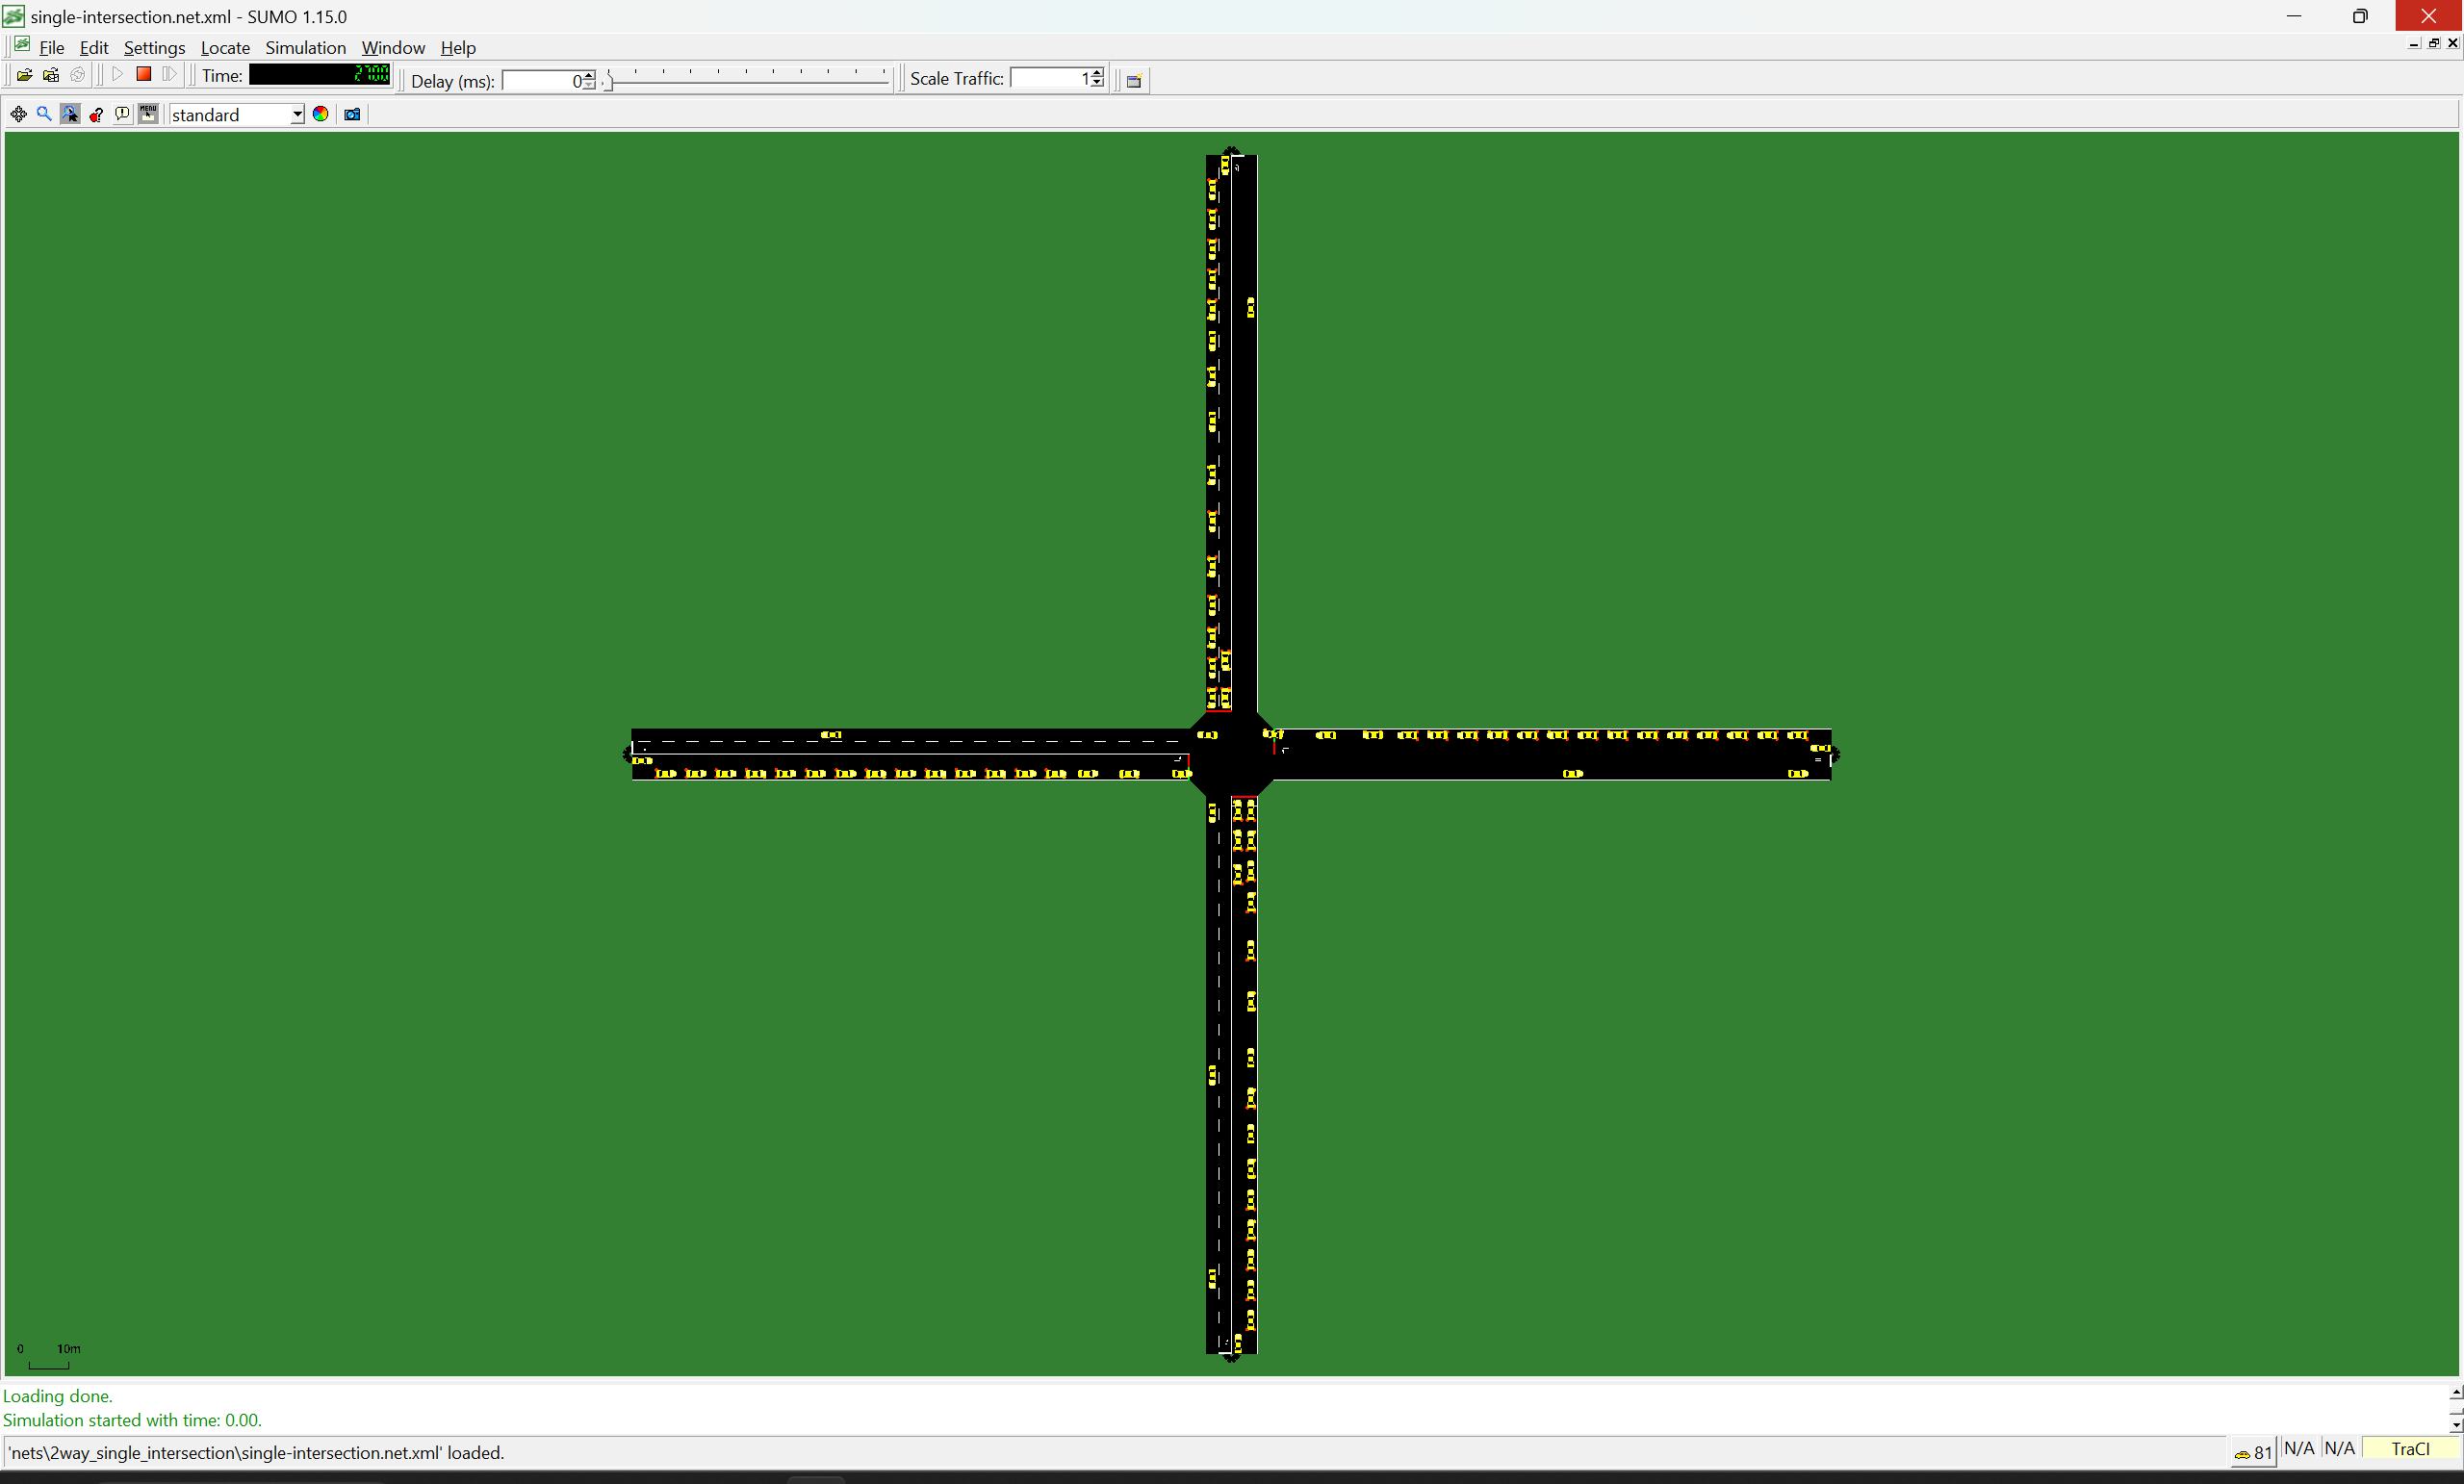 single-intersection.net.xml - SUMO 1.15.0
File Edit Settings Locate Simulation Window Help
Time: 2700 Delay (ms): 0 Scale Traffic: 1
MENU standard
0 10m
Loading done.
Simulation started with time: 0.00.
'nets\2way_single_intersection\single-intersection.net.xml' loaded. 81 N/A N/A TraCI